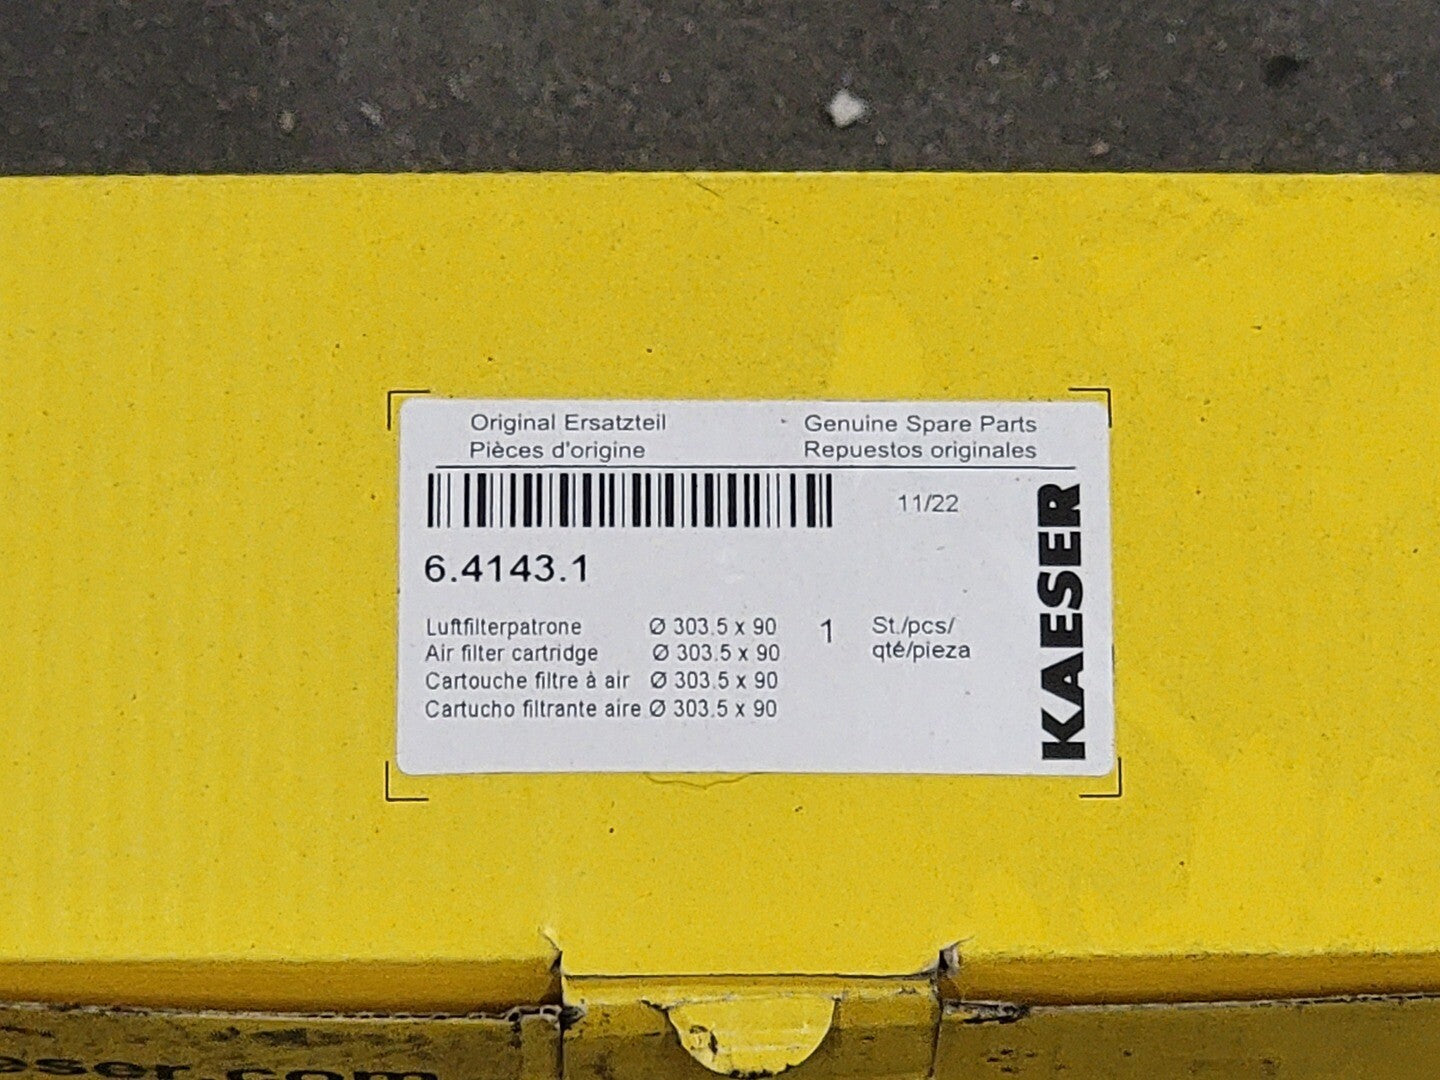 Original Ersatzteil
Pièces d'origine
Genuine Spare Parts
Repuestos originales
11/22
6.4143.1
Luftfilterpatrone Ø 303.5 x 90
Air filter cartridge Ø 303.5 x 90
Cartouche filtre à air Ø 303.5 x 90
Cartucho filtrante aire Ø 303.5 x 90
1 St./pcs/
qté/pieza
KAESER
eser.com